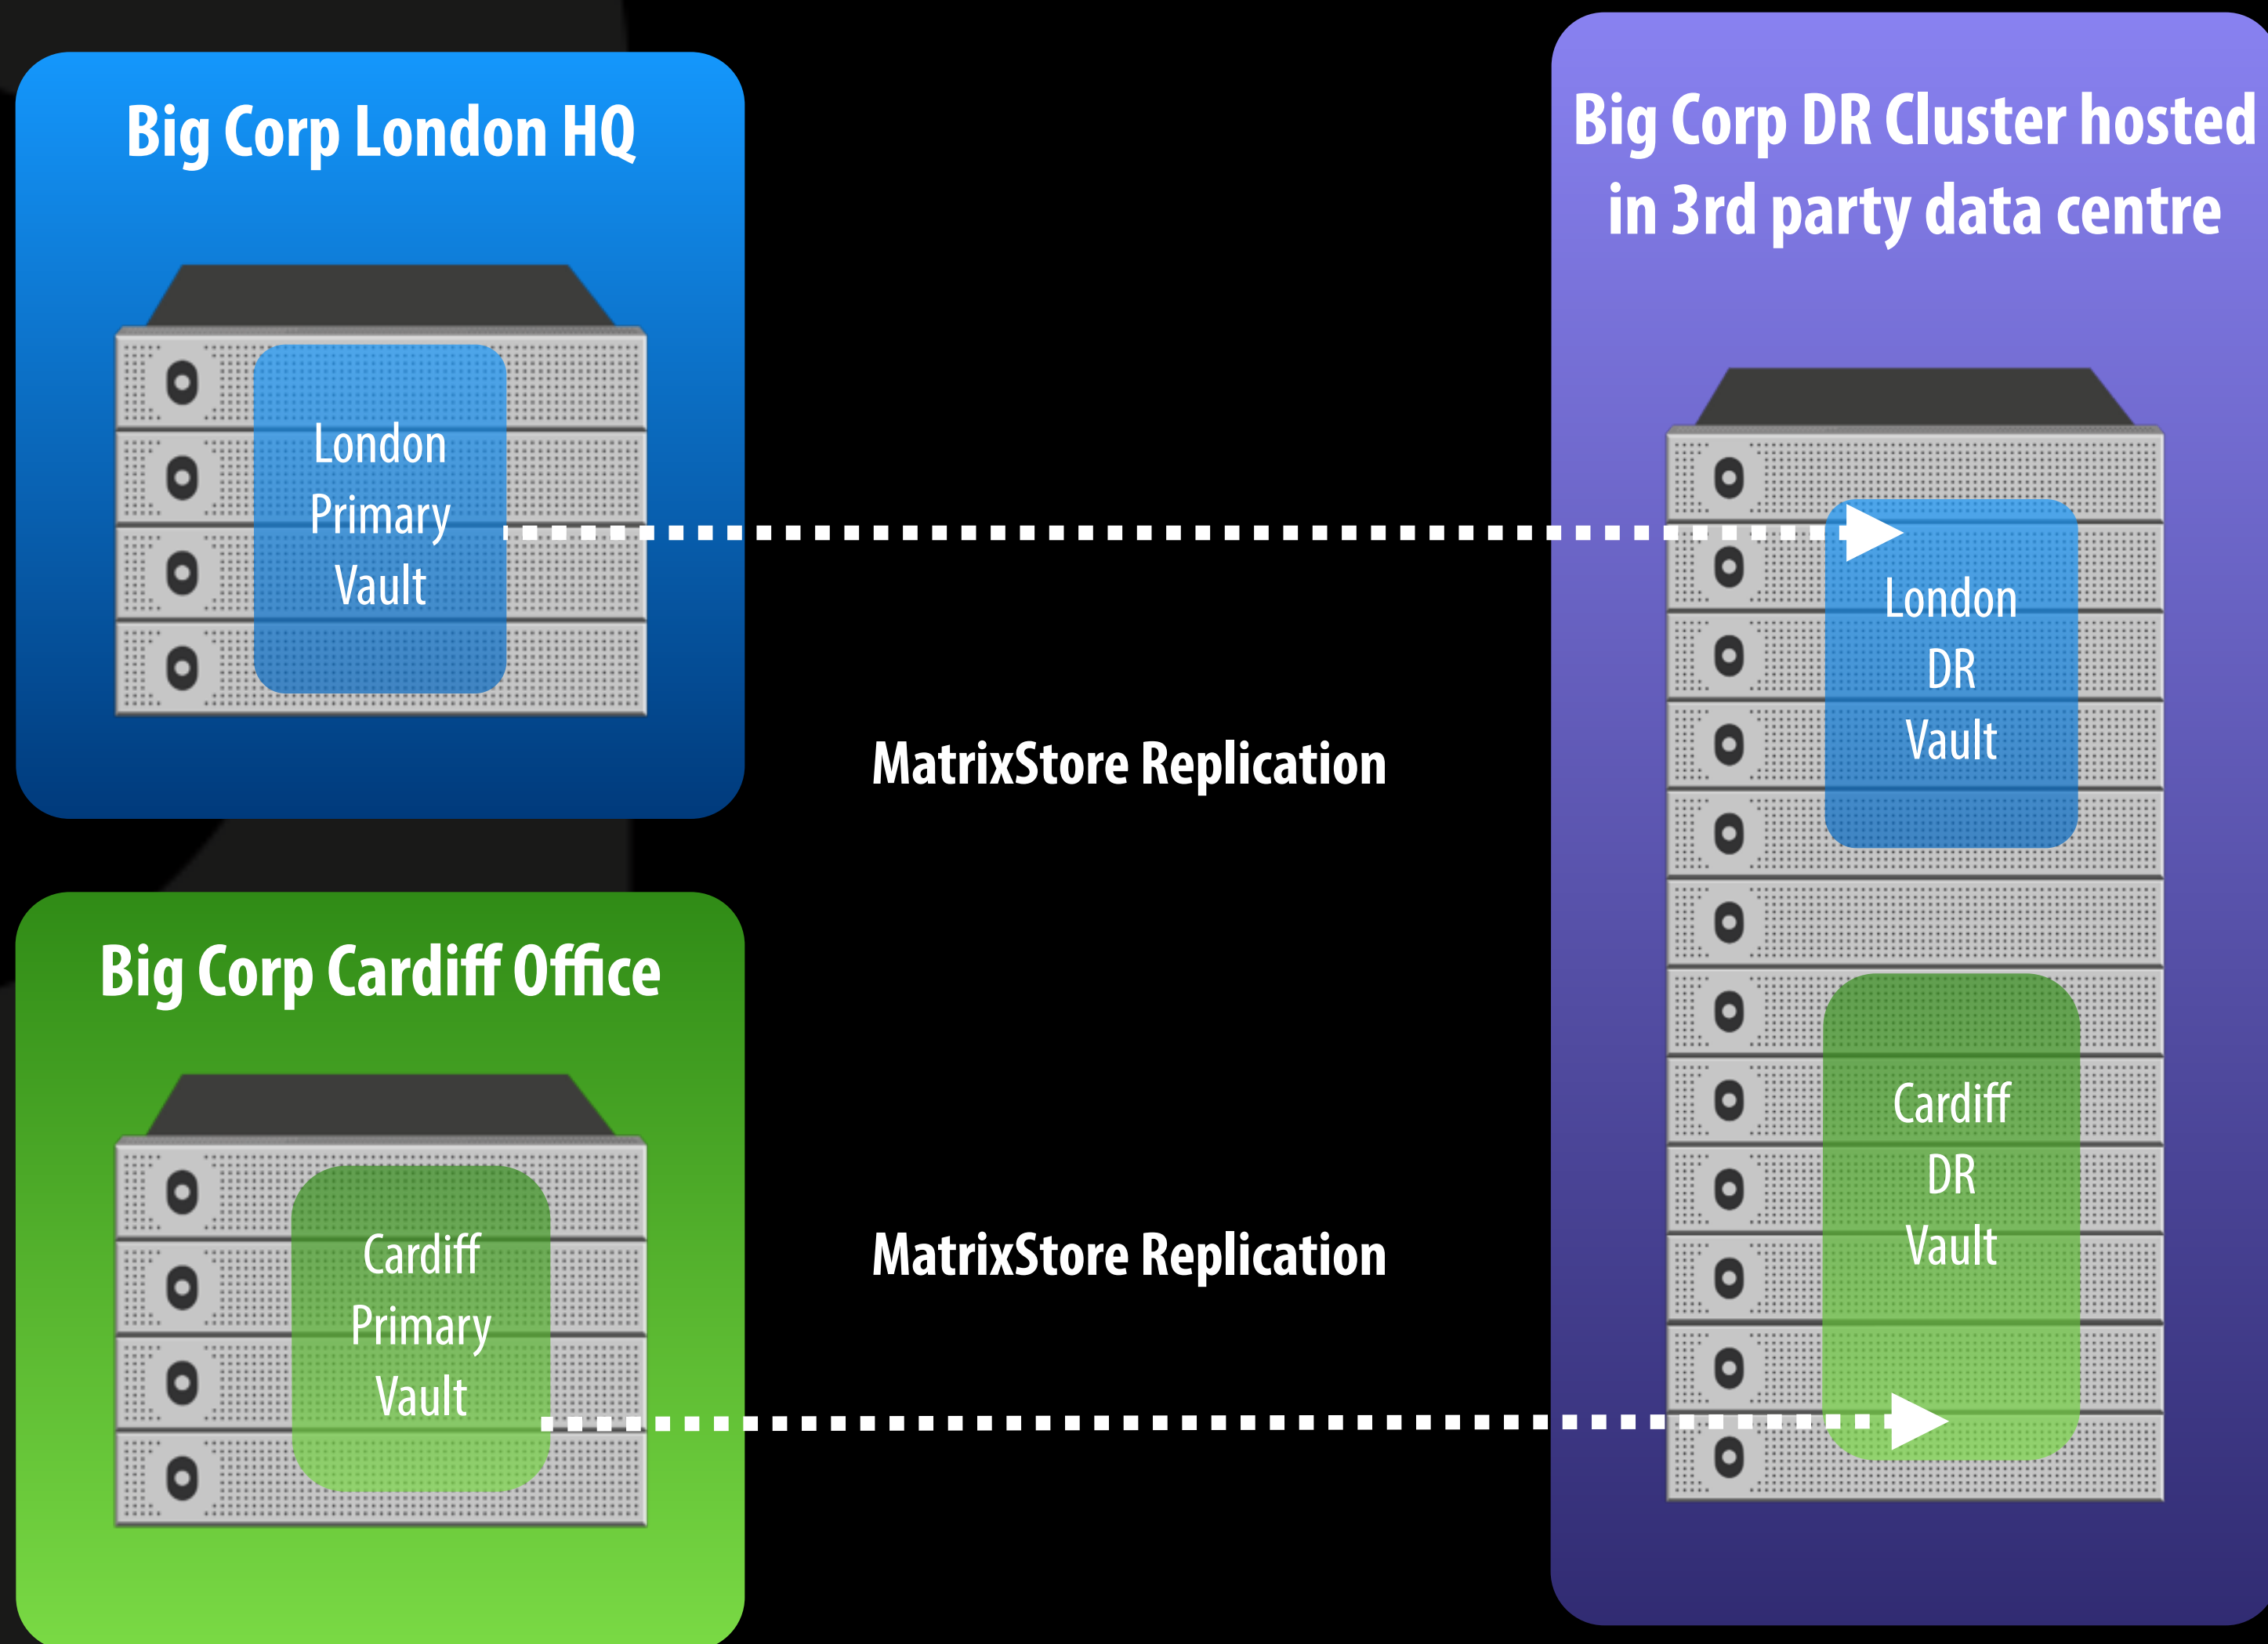 Big Corp London HQ
London
Primary
Vault
MatrixStore Replication
Big Corp DR Cluster hosted
in 3rd party data centre
London
DR
Vault
Big Corp Cardiff Office
Cardiff
Primary
Vault
MatrixStore Replication
Cardiff
DR
Vault